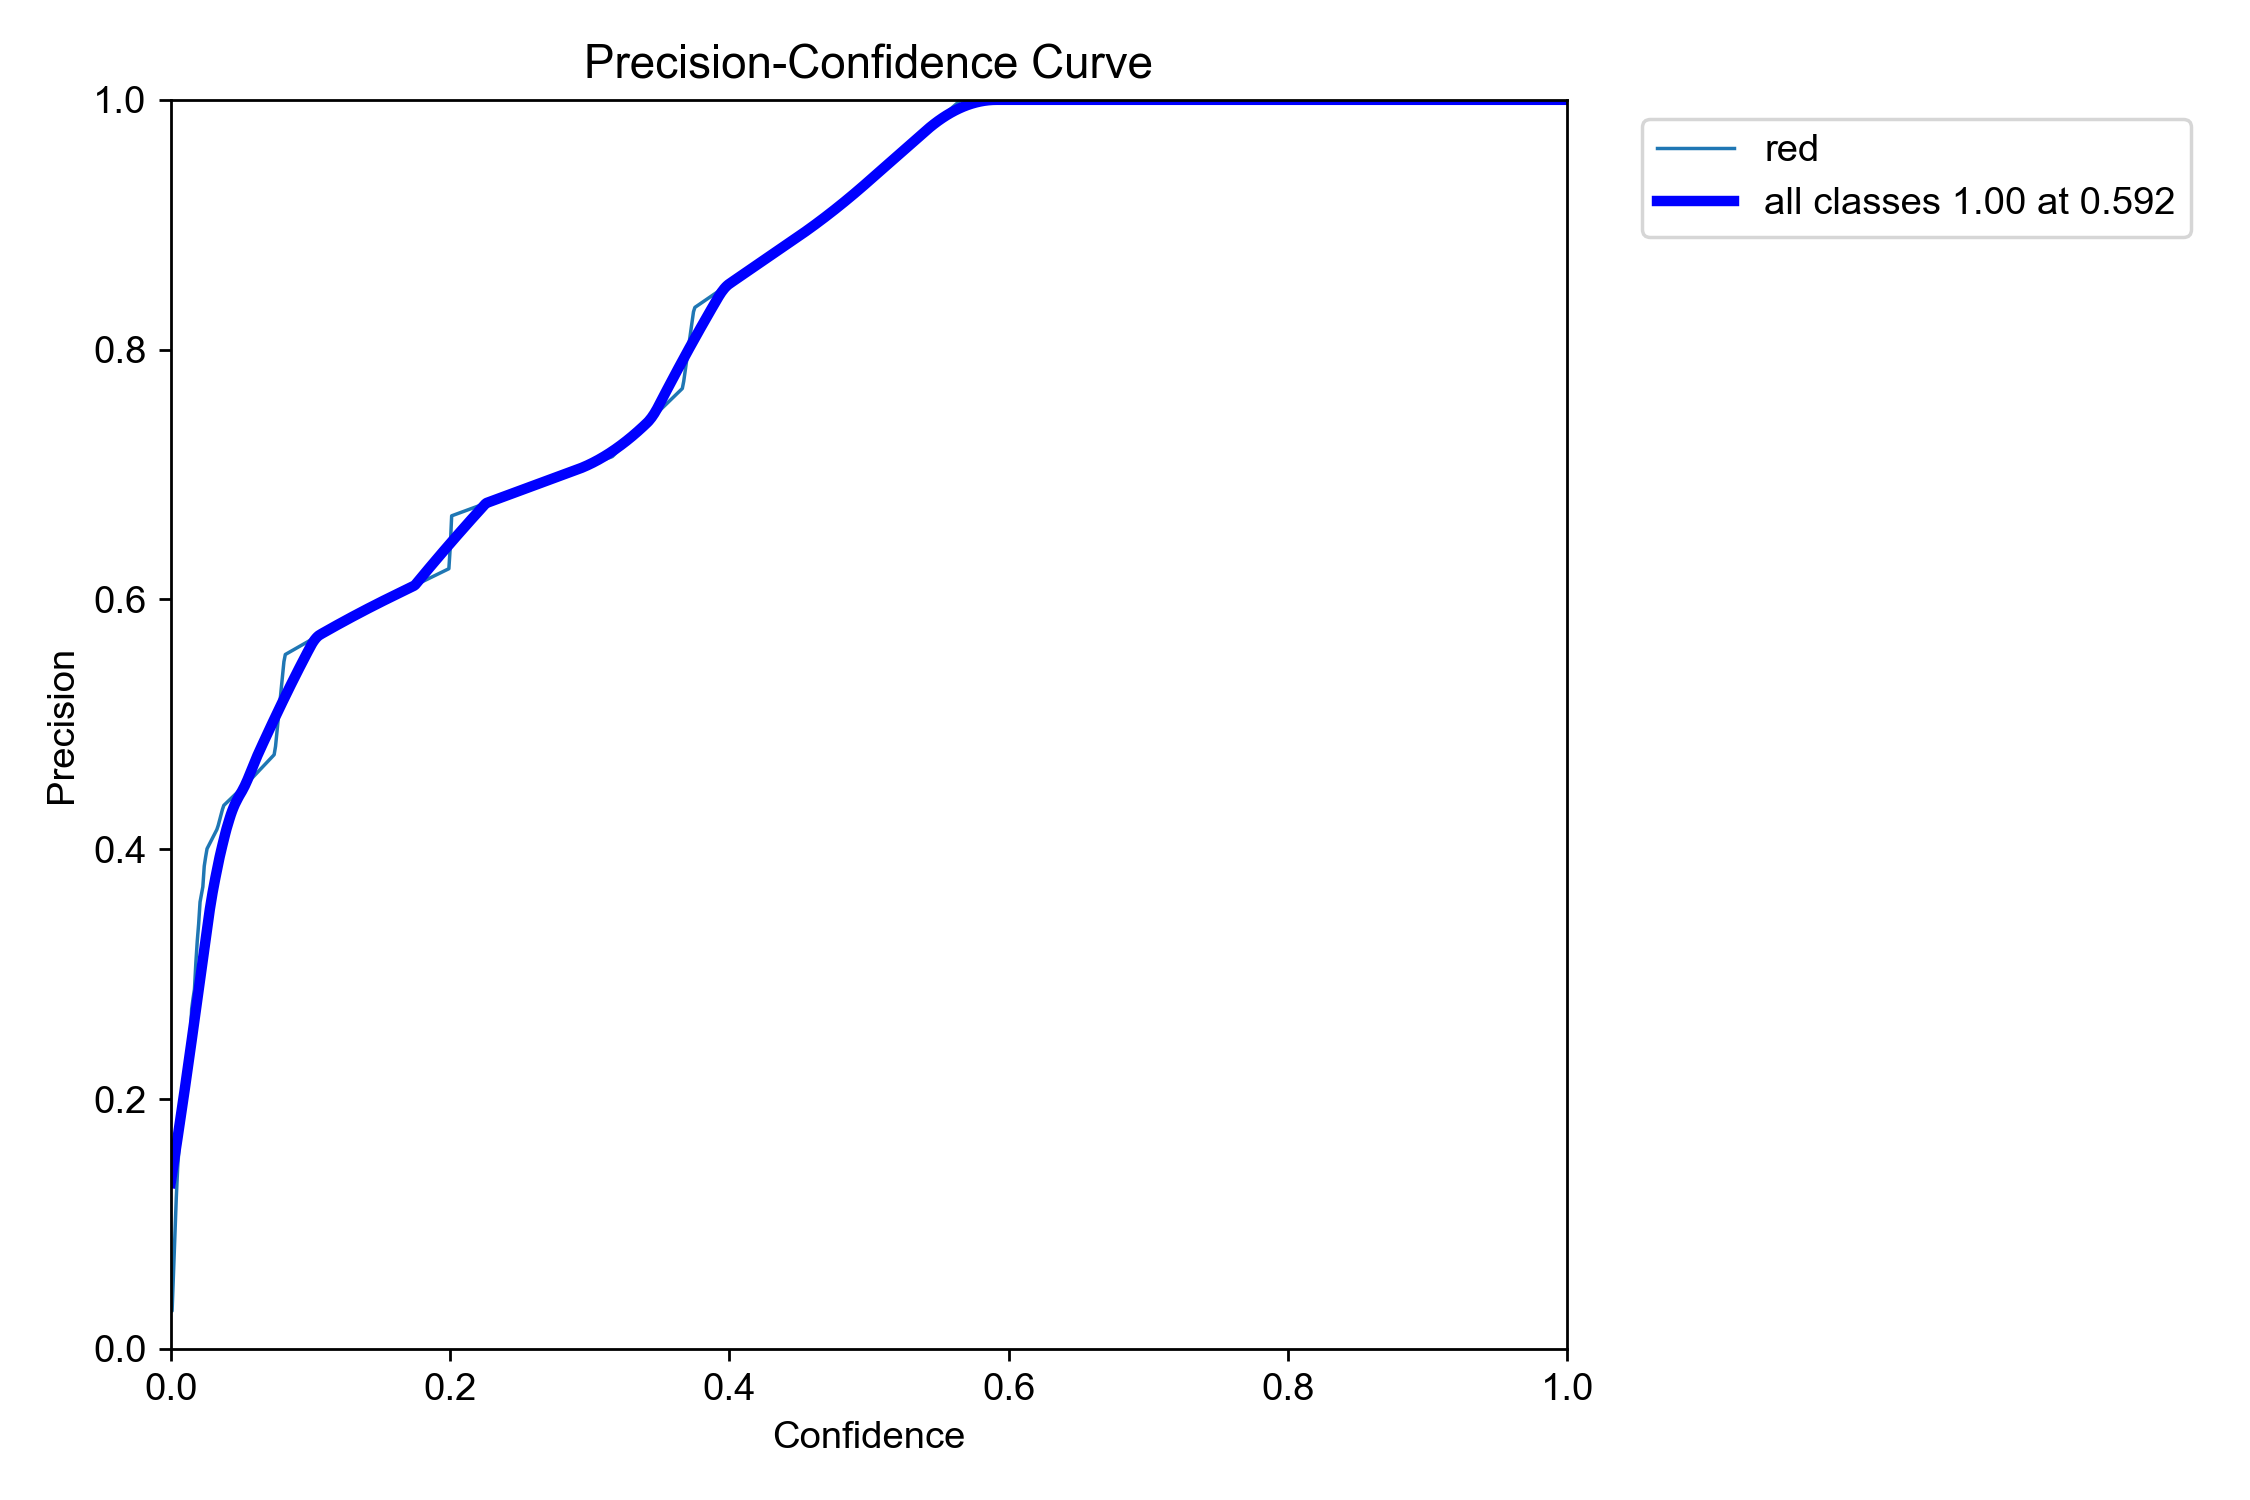 Precision-Confidence Curve
1.0
0.8
0.6
0.4
0.2
0.0
Precision
0.0 0.2 0.4 0.6 0.8 1.0
Confidence
red
all classes 1.00 at 0.592